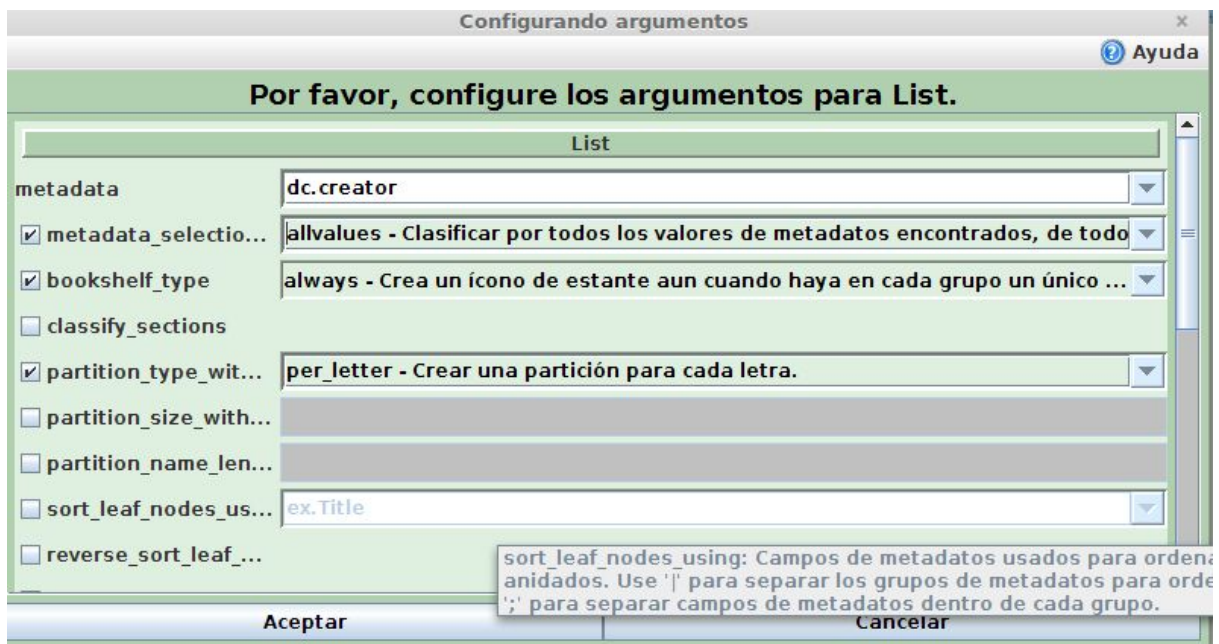 Configurando argumentos
Ayuda
Por favor, configure los argumentos para List.
List
metadata dc.creator
metadata_selectio... allvalues - Clasificar por todos los valores de metadatos encontrados, de todo
bookshelf_type always - Crea un ícono de estante aun cuando haya en cada grupo un único ...
classify_sections
partition_type_wit... per_letter - Crear una partición para cada letra.
partition_size_with...
partition_name_len...
sort_leaf_nodes_us... ex.Title
reverse_sort_leaf_...
sort_leaf_nodes_using: Campos de metadatos usados para ordena
anidados. Use '|' para separar los grupos de metadatos para orde
';' para separar campos de metadatos dentro de cada grupo.
Aceptar Cancelar